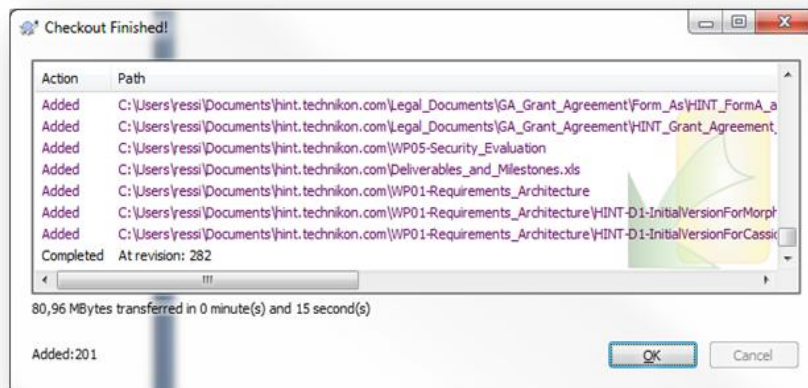 Checkout Finished!
Action Path
Added C:\Users\ressi\Documents\hint.technikon.com\Legal_Documents\GA_Grant_Agreement\Form_As\HINT_FormA_a
Added C:\Users\ressi\Documents\hint.technikon.com\Legal_Documents\GA_Grant_Agreement\HINT_Grant_Agreement_
Added C:\Users\ressi\Documents\hint.technikon.com\WP05-Security_Evaluation
Added C:\Users\ressi\Documents\hint.technikon.com\Deliverables_and_Milestones.xls
Added C:\Users\ressi\Documents\hint.technikon.com\WP01-Requirements_Architecture
Added C:\Users\ressi\Documents\hint.technikon.com\WP01-Requirements_Architecture\HINT-D1-InitialVersionForMorph
Added C:\Users\ressi\Documents\hint.technikon.com\WP01-Requirements_Architecture\HINT-D1-InitialVersionForCassid
Completed At revision: 282
80,96 MBytes transferred in 0 minute(s) and 15 second(s)
Added:201
OK Cancel